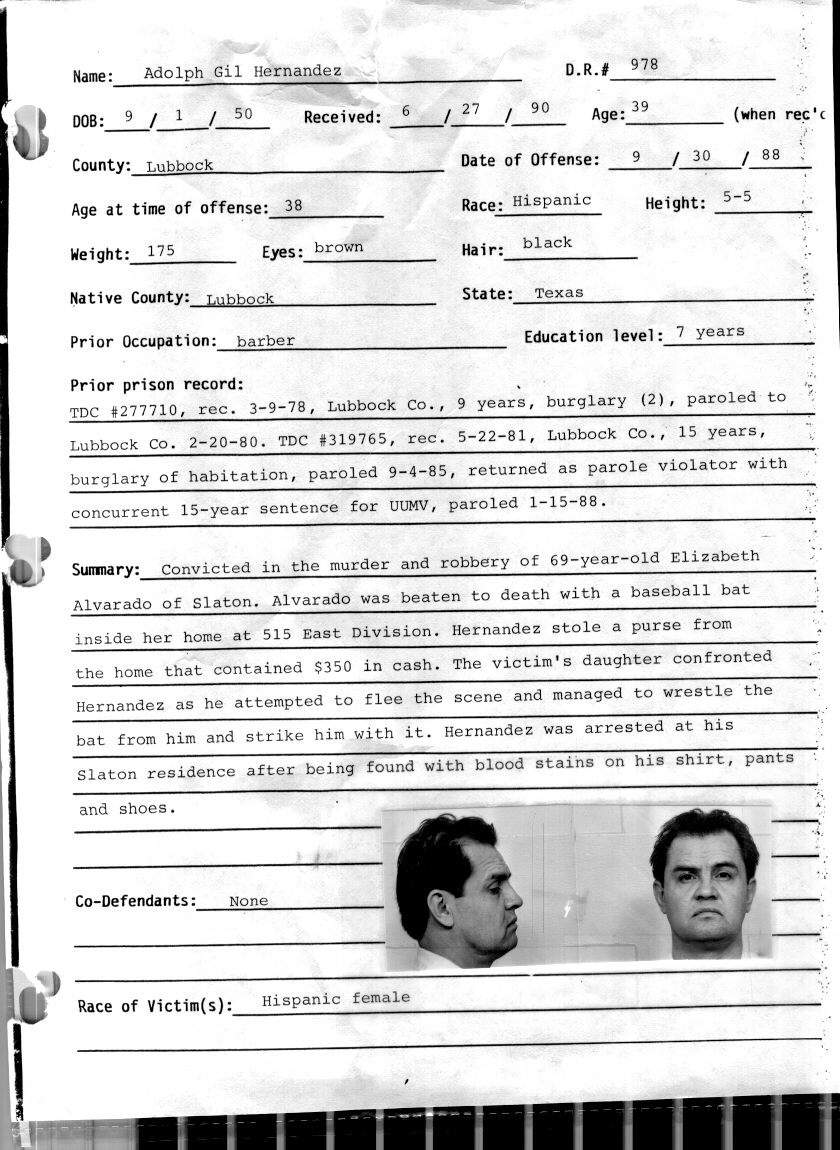 Name: Adolph Gil Hernandez D.R.# 978
DOB: 9 / 1 / 50 Received: 6 / 27 / 90 Age: 39 (when rec'd
County: Lubbock Date of Offense: 9 / 30 / 88
Age at time of offense: 38 Race: Hispanic Height: 5-5
Weight: 175 Eyes: brown Hair: black
Native County: Lubbock State: Texas
Prior Occupation: barber Education level: 7 years
Prior prison record:
TDC #277710, rec. 3-9-78, Lubbock Co., 9 years, burglary (2), paroled to
Lubbock Co. 2-20-80. TDC #319765, rec. 5-22-81, Lubbock Co., 15 years,
burglary of habitation, paroled 9-4-85, returned as parole violator with
concurrent 15-year sentence for UUMV, paroled 1-15-88.
Summary: Convicted in the murder and robbery of 69-year-old Elizabeth
Alvarado of Slaton. Alvarado was beaten to death with a baseball bat
inside her home at 515 East Division. Hernandez stole a purse from
the home that contained $350 in cash. The victim's daughter confronted
Hernandez as he attempted to flee the scene and managed to wrestle the
bat from him and strike him with it. Hernandez was arrested at his
Slaton residence after being found with blood stains on his shirt, pants
and shoes.
Co-Defendants: None
Race of Victim(s): Hispanic female